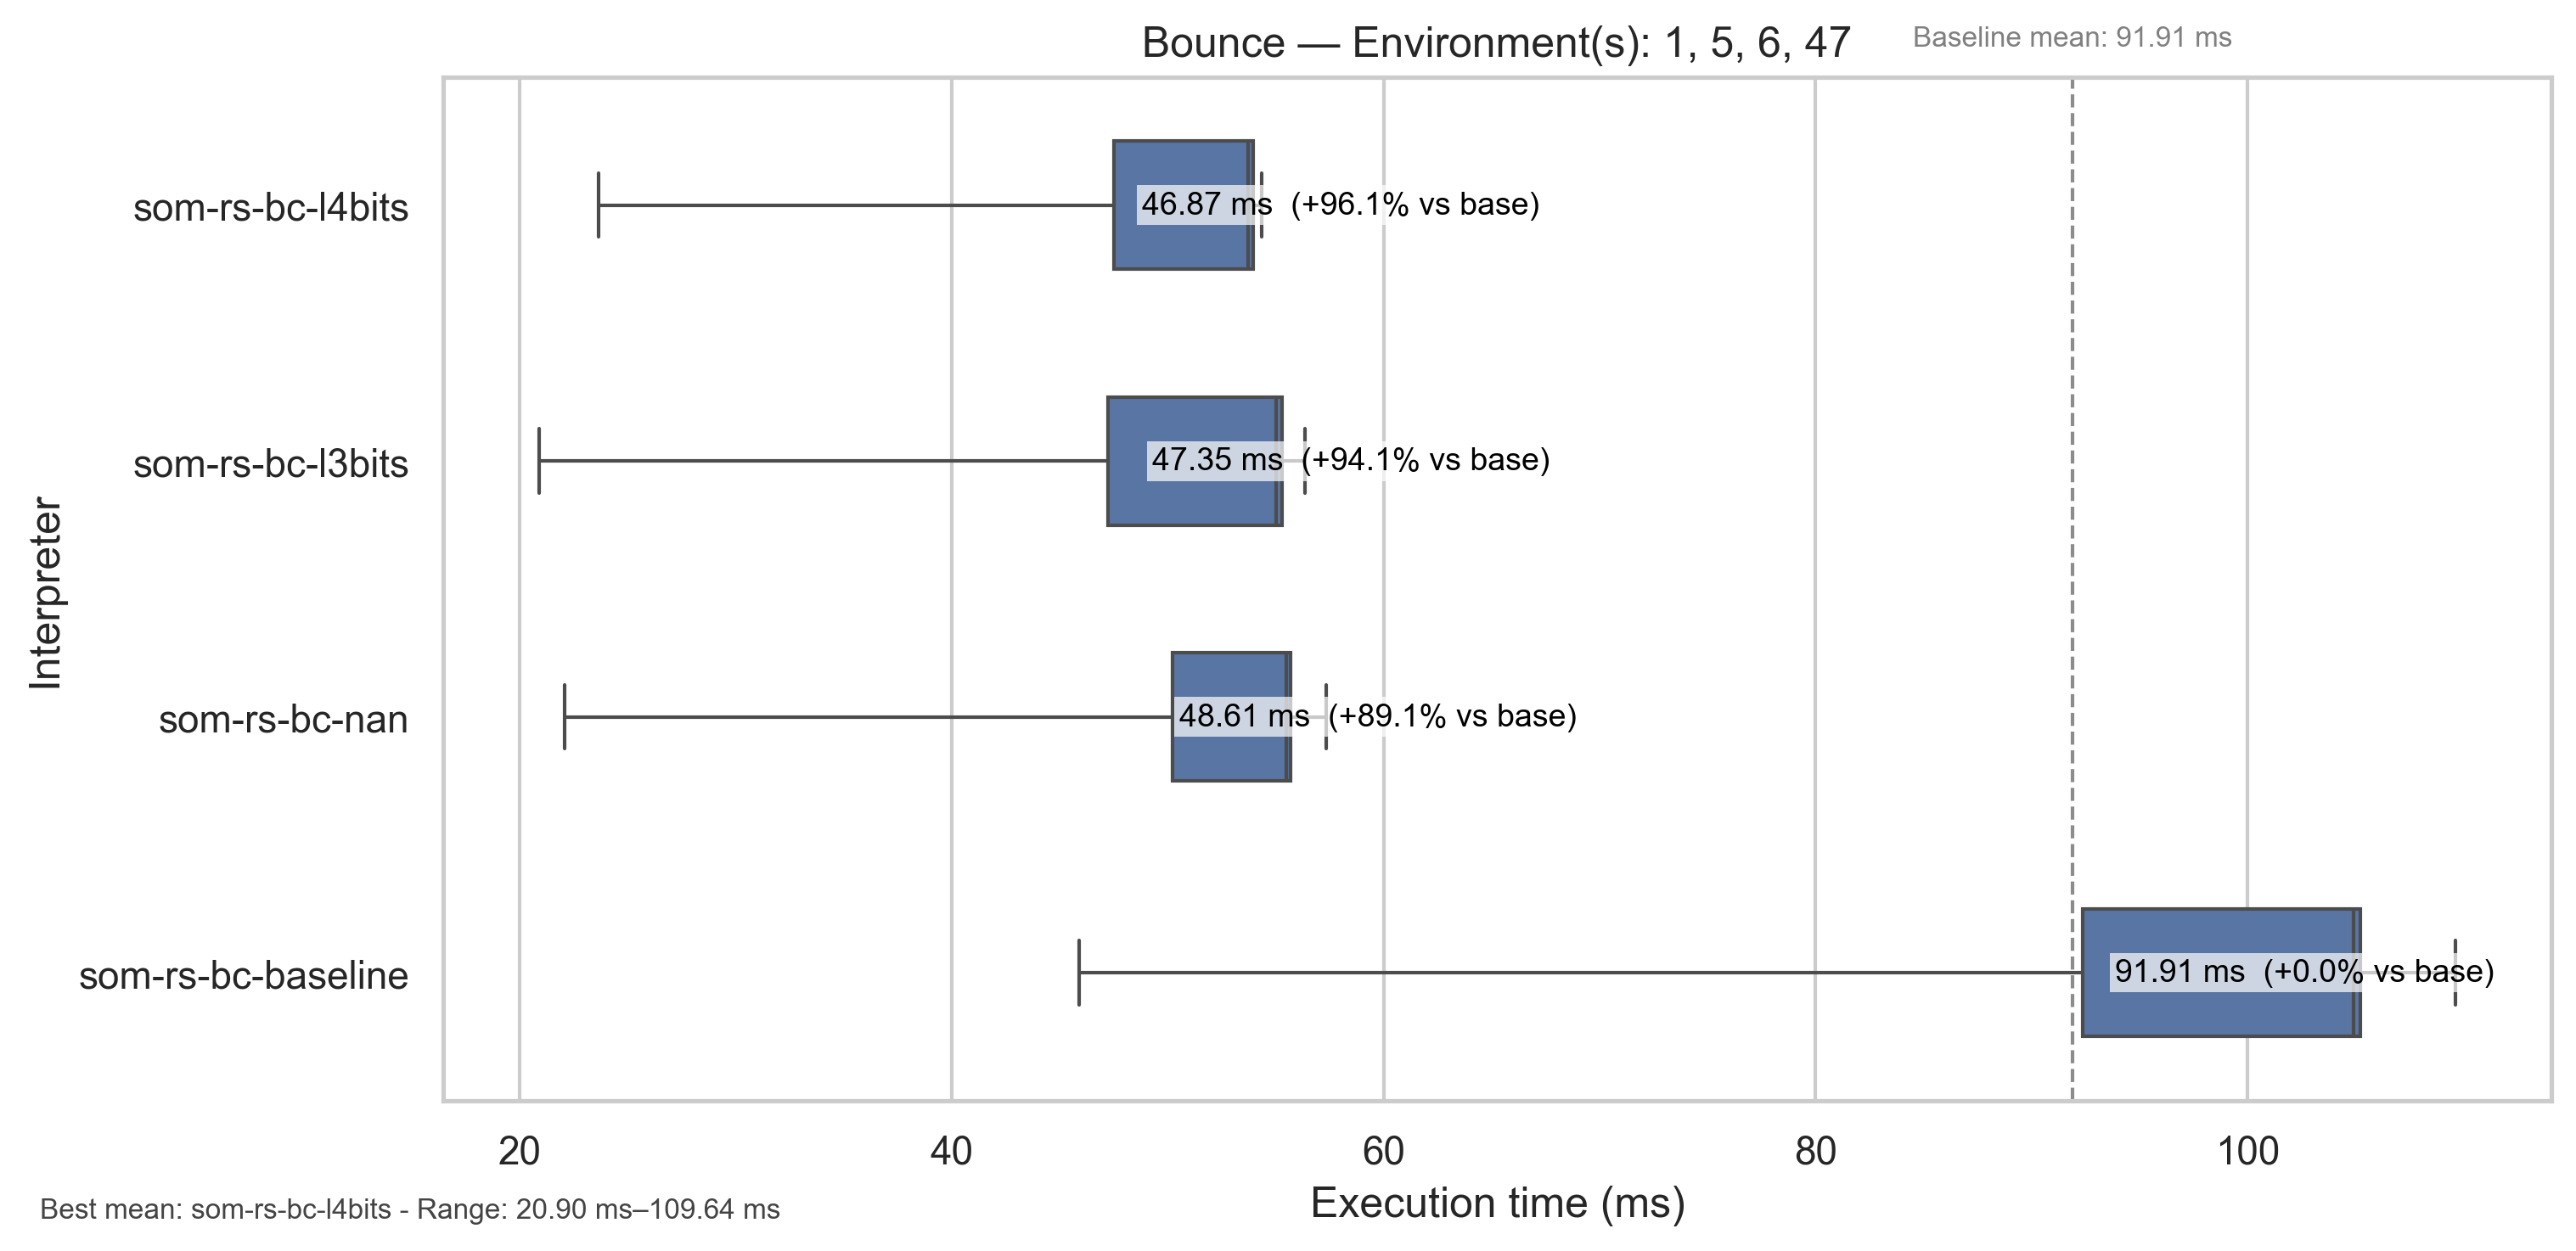 Bounce — Environment(s): 1, 5, 6, 47
Baseline mean: 91.91 ms
Interpreter
som-rs-bc-l4bits
46.87 ms (+96.1% vs base)
som-rs-bc-l3bits
47.35 ms (+94.1% vs base)
som-rs-bc-nan
48.61 ms (+89.1% vs base)
som-rs-bc-baseline
91.91 ms (+0.0% vs base)
20 40 60 80 100
Execution time (ms)
Best mean: som-rs-bc-l4bits - Range: 20.90 ms–109.64 ms